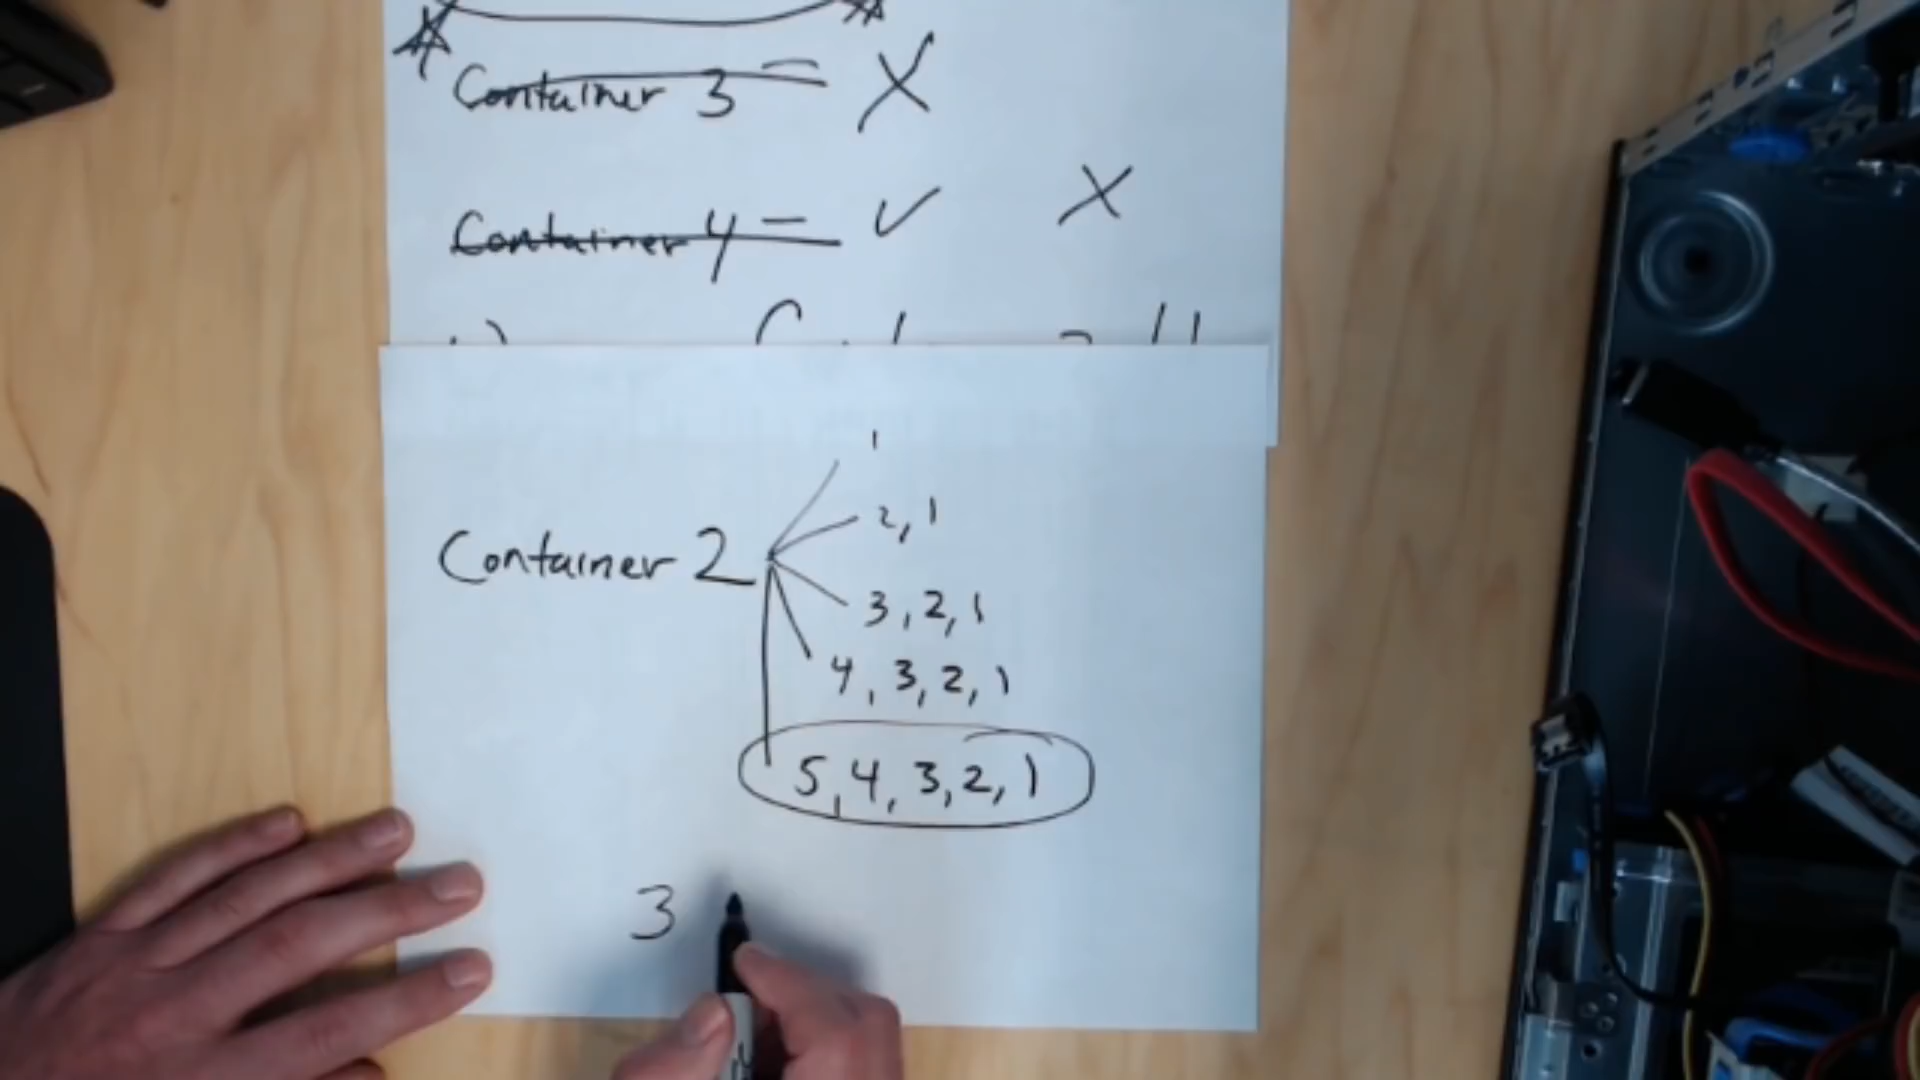 Container 3 – X
Container 4 – ✓ X
1
2, 1
Container 2
3, 2, 1
4, 3, 2, 1
5, 4, 3, 2, 1
3